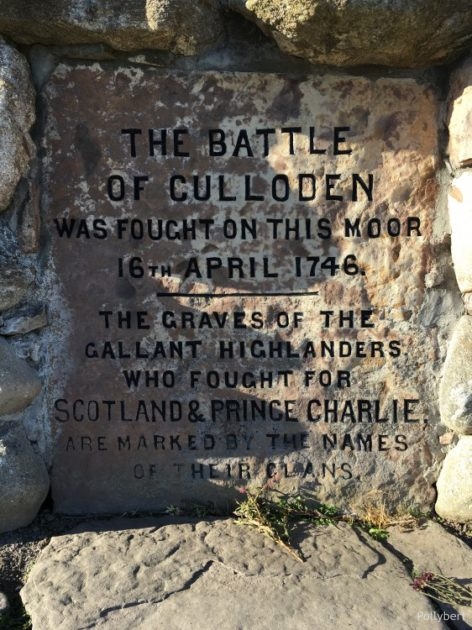 THE BATTLE
OF CULLODEN
WAS FOUGHT ON THIS MOOR
16TH APRIL 1746.
THE GRAVES OF THE
GALLANT HIGHLANDERS
WHO FOUGHT FOR
SCOTLAND & PRINCE CHARLIE,
ARE MARKED BY THE NAMES
OF THEIR CLANS.
Pollybert